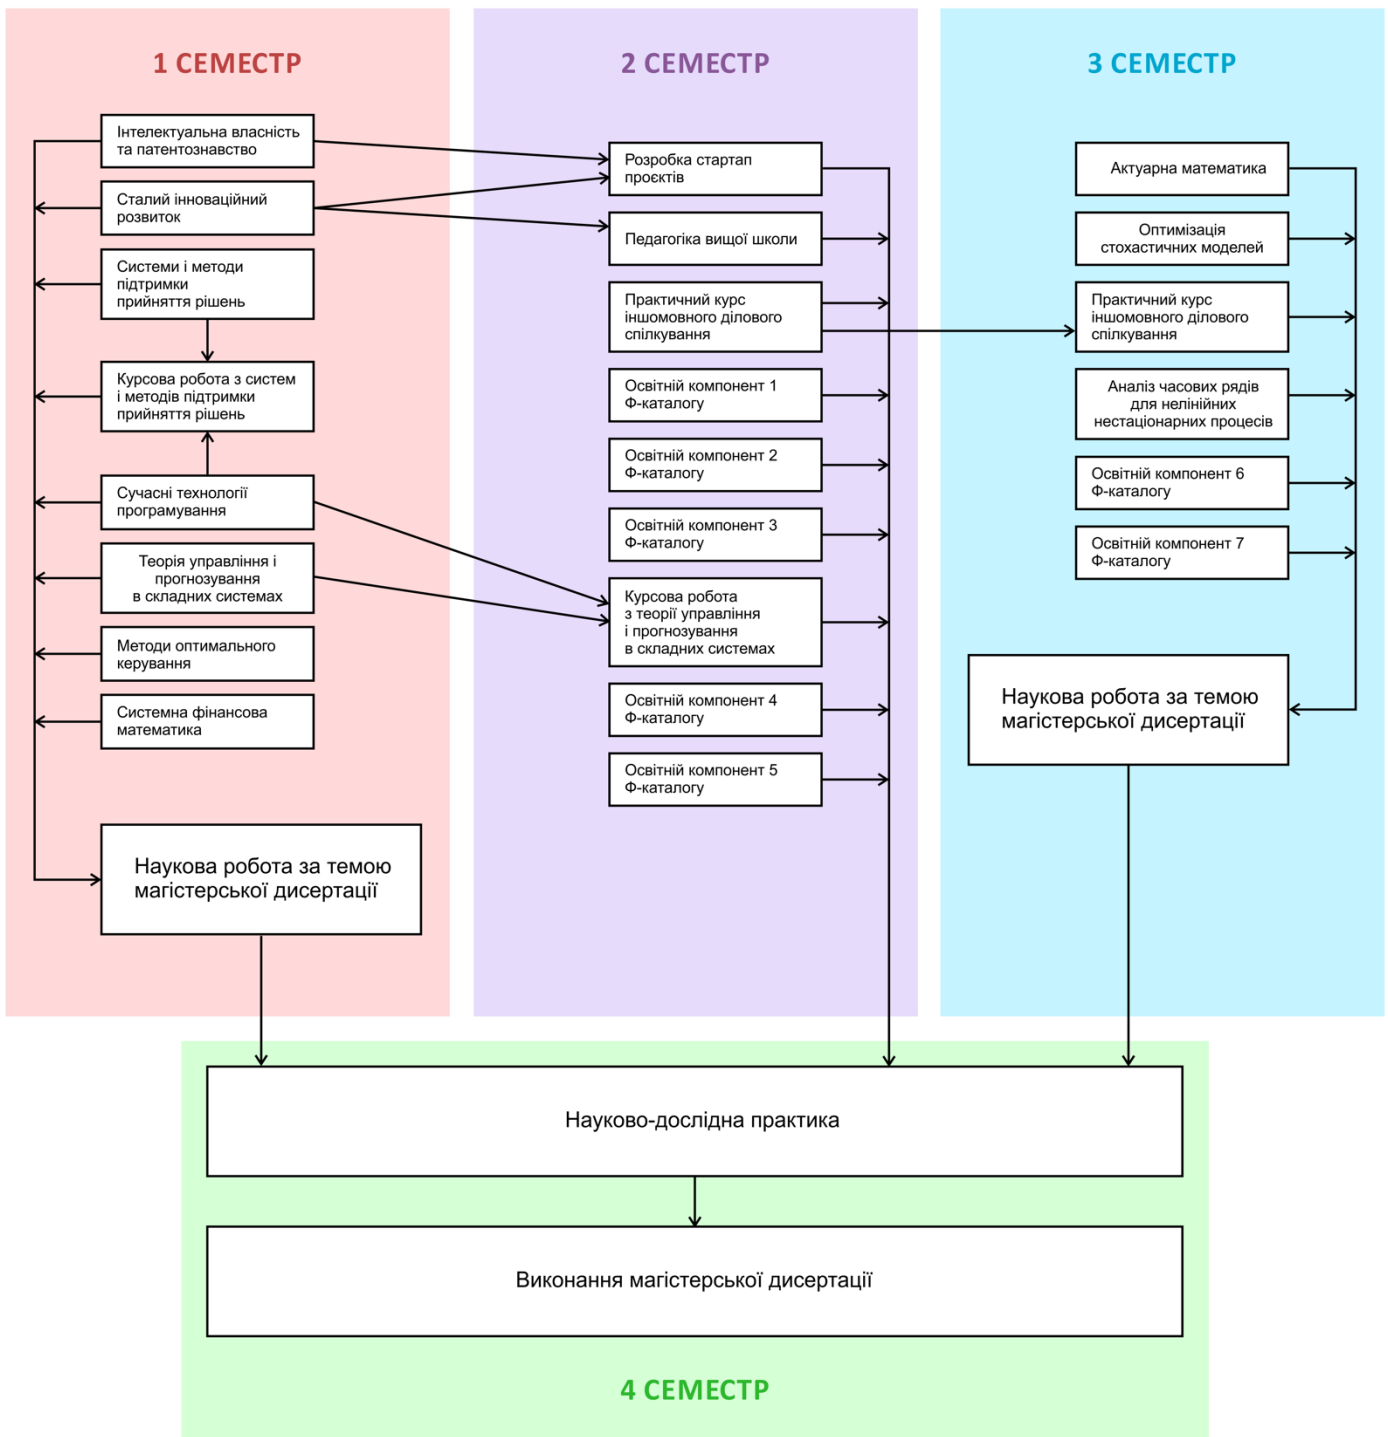 1 СЕМЕСТР
Інтелектуальна власність
та патентознавство
Сталий інноваційний
розвиток
Системи і методи
підтримки
прийняття рішень
Курсова робота з систем
і методів підтримки
прийняття рішень
Сучасні технології
програмування
Теорія управління і
прогнозування
в складних системах
Методи оптимального
керування
Системна фінансова
математика
Наукова робота за темою
магістерської дисертації
2 СЕМЕСТР
Розробка стартап
проєктів
Педагогіка вищої школи
Практичний курс
іншомовного ділового
спілкування
Освітній компонент 1
Ф-каталогу
Освітній компонент 2
Ф-каталогу
Освітній компонент 3
Ф-каталогу
Курсова робота
з теорії управління
і прогнозування
в складних системах
Освітній компонент 4
Ф-каталогу
Освітній компонент 5
Ф-каталогу
3 СЕМЕСТР
Актуарна математика
Оптимізація
стохастичних моделей
Практичний курс
іншомовного ділового
спілкування
Аналіз часових рядів
для нелінійних
нестаціонарних процесів
Освітній компонент 6
Ф-каталогу
Освітній компонент 7
Ф-каталогу
Наукова робота за темою
магістерської дисертації
Науково-дослідна практика
Виконання магістерської дисертації
4 СЕМЕСТР